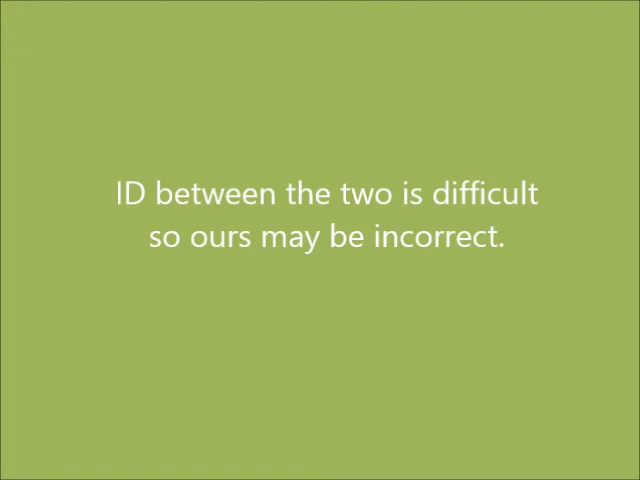 ID between the two is difficult
so ours may be incorrect.